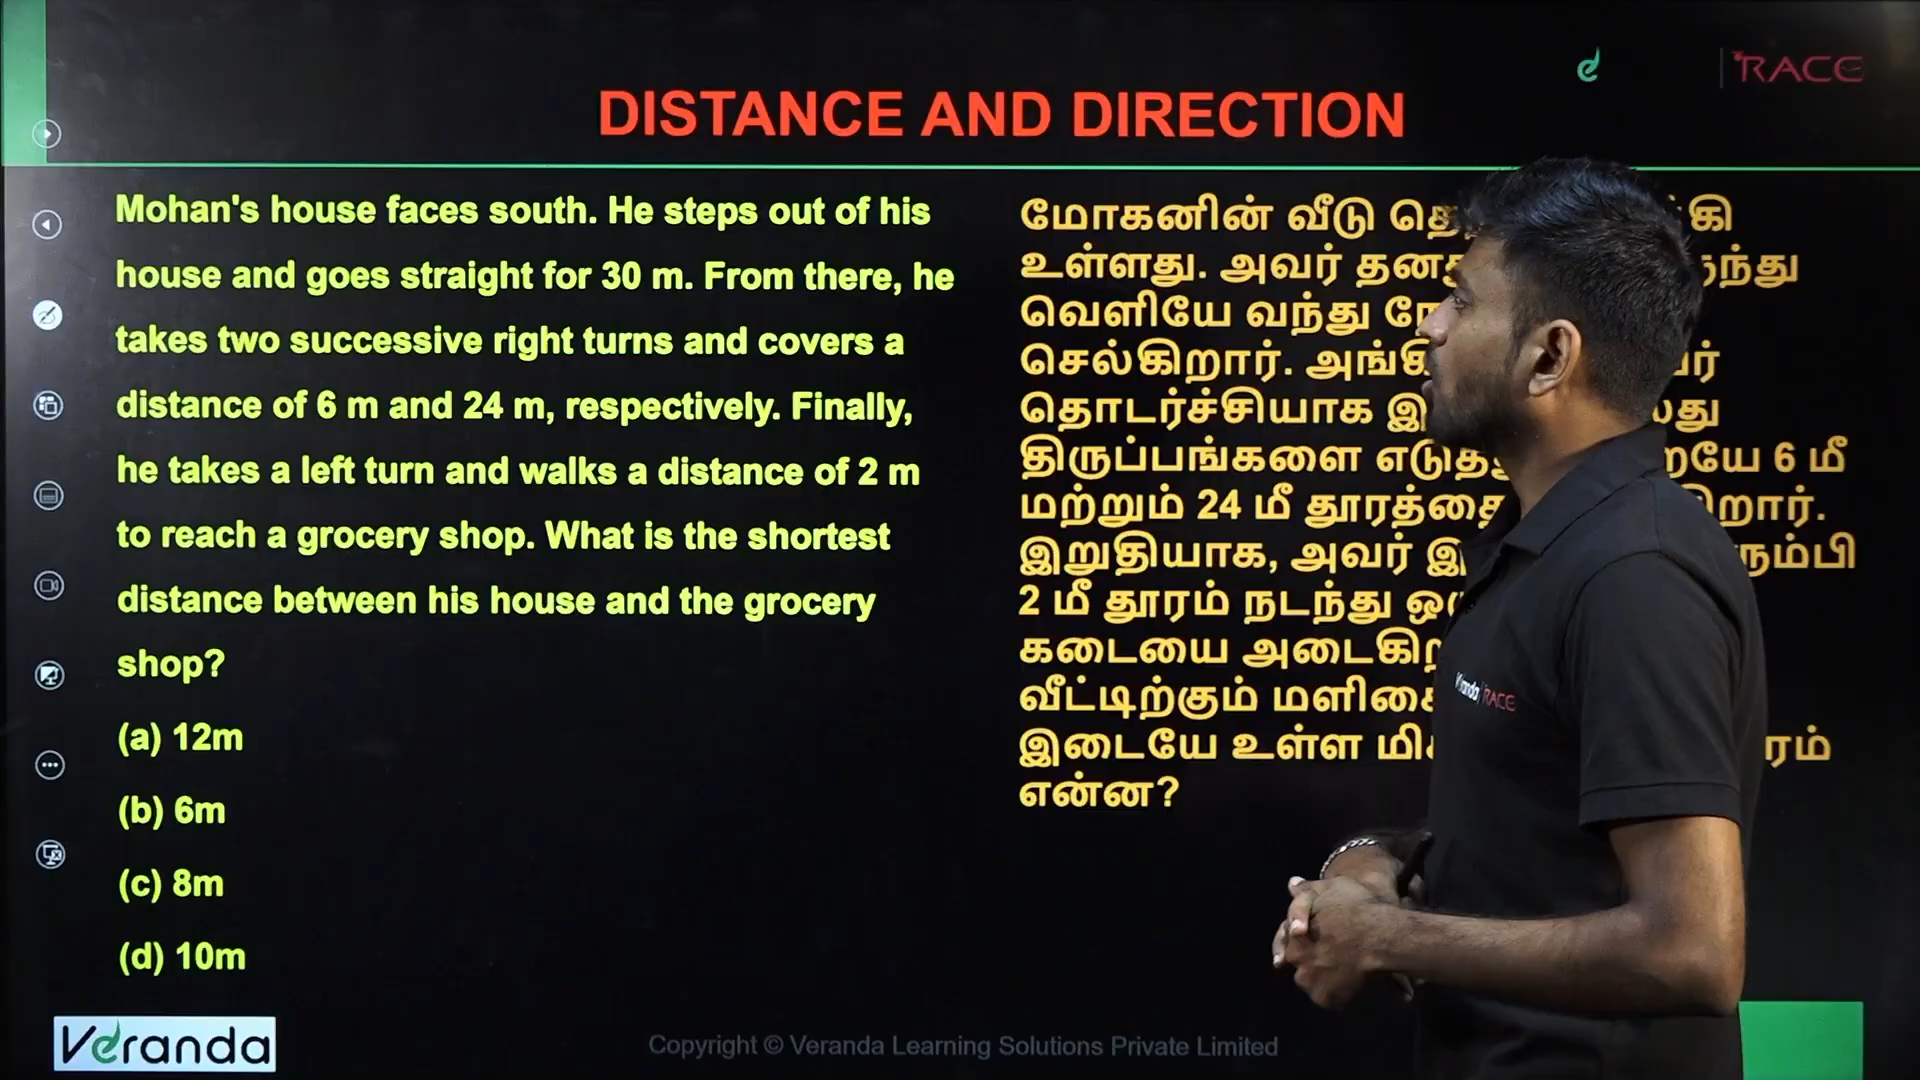 RACE
DISTANCE AND DIRECTION
Mohan's house faces south. He steps out of his
house and goes straight for 30 m. From there, he
takes two successive right turns and covers a
distance of 6 m and 24 m, respectively. Finally,
he takes a left turn and walks a distance of 2 m
to reach a grocery shop. What is the shortest
distance between his house and the grocery
shop?
(a) 12m
(b) 6m
(c) 8m
(d) 10m
மோகனின் வீடு
உள்ளது. அவர்
வெளியே வந்து
செல்கிறார்.
தொடர்ச்சியாக
திருப்பங்களை 6 மீ
மற்றும் 24 மீ
இறுதியாக, அவர்
2 மீ தூரம் நடந்து
கடையை
வீட்டிற்கும்
இடையே உள்ள
என்ன?
Veranda RACE
Veranda
Copyright © Veranda Learning Solutions Private Limited